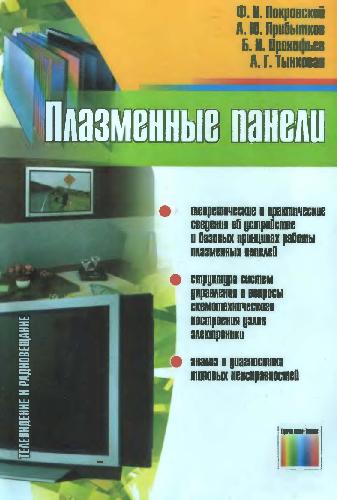 Ф. И. Покровский
А. Ю. Прибытков
Б. И. Прокофьев
А. Г. Тынкован
Плазменные панели
теоретические и практические
сведения об устройстве
и базовых принципах работы
плазменных панелей
структура систем
управления и вопросы
схемотехнического
построения узлов
электроники
анализ и диагностика
типовых неисправностей
ТЕЛЕВИДЕНИЕ И РАДИОВЕЩАНИЕ